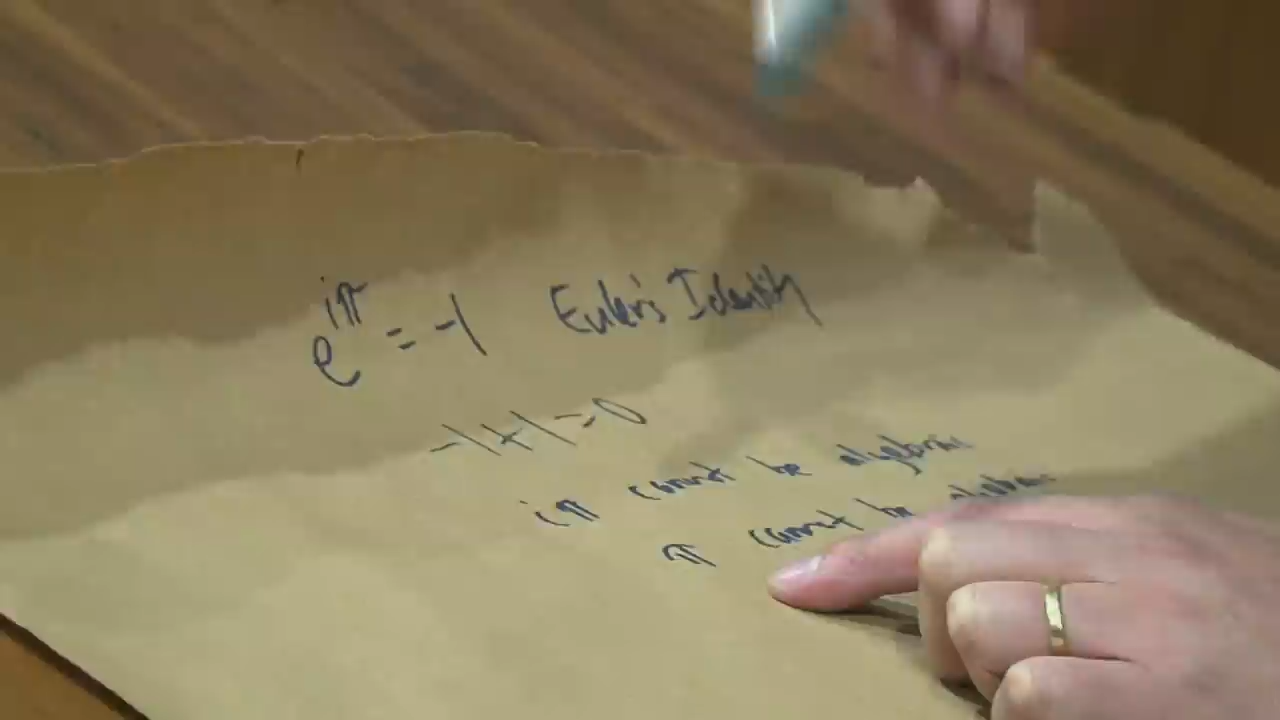 e^{iπ} = -1 Euler's Identity
-1+1=0
iπ cannot be algebraic
π cannot be algebraic